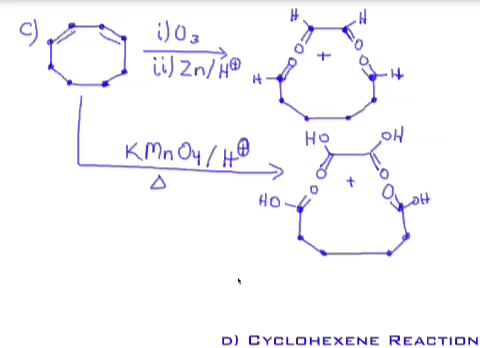 c)
i) O3
ii) Zn/H⊕
H H
O O
O + O
H H
KMnO4/H⊕
Δ
HO OH
O O
+
HO O O OH
D) CYCLOHEXENE REACTION